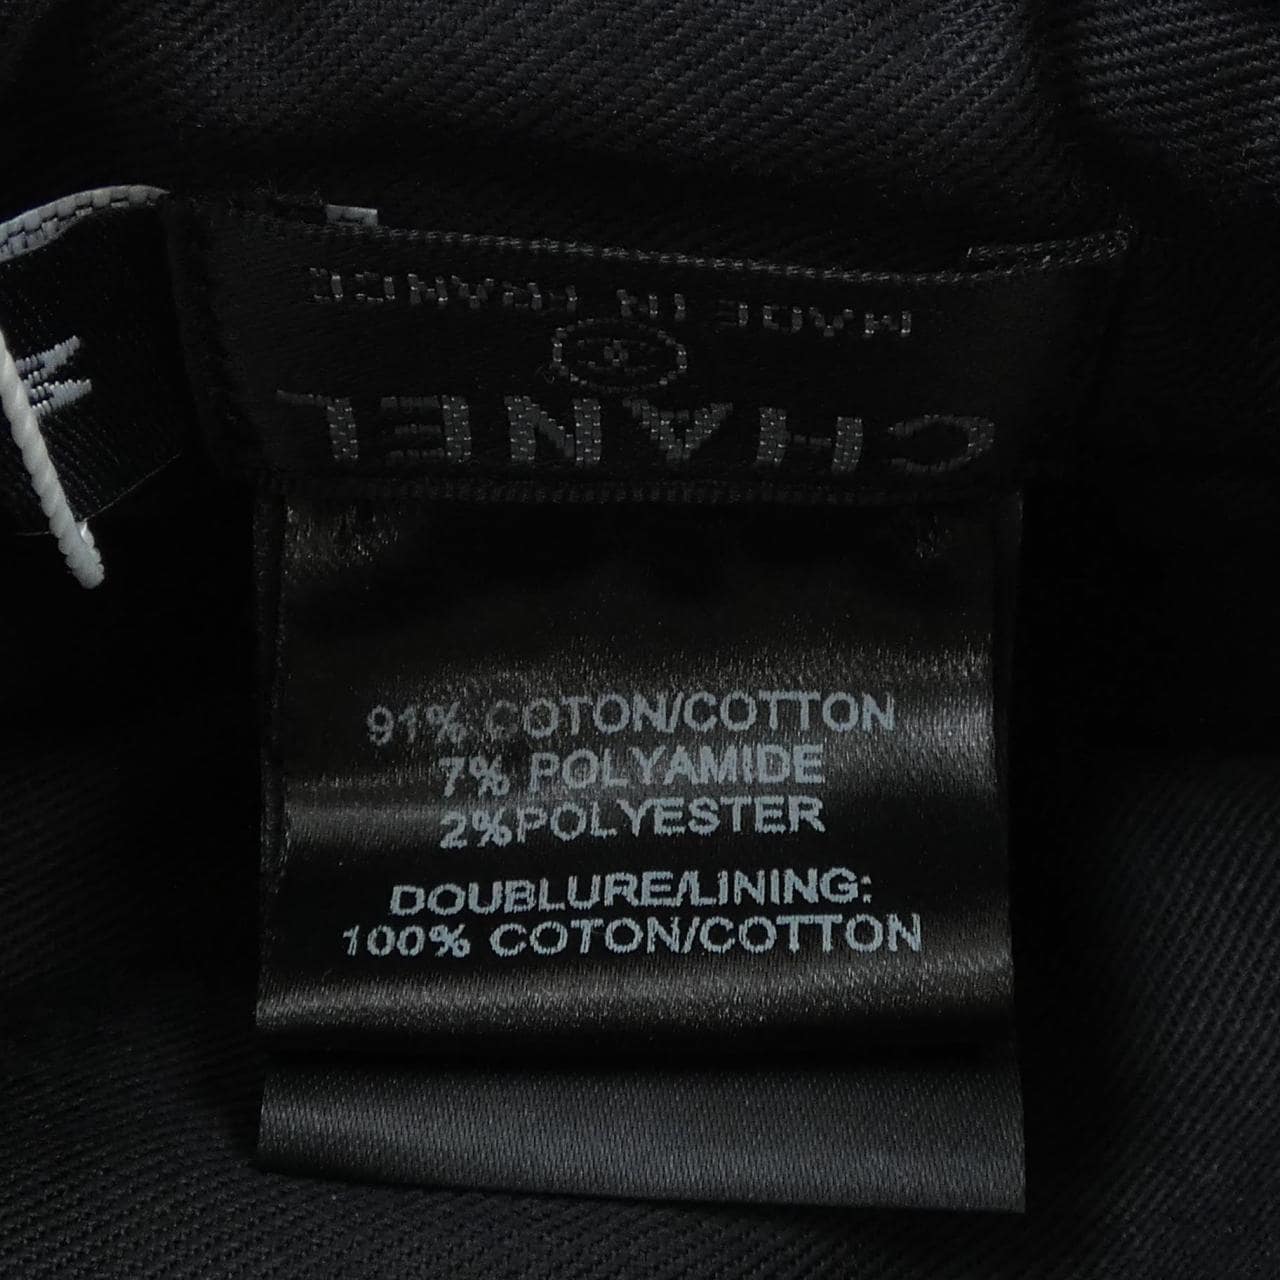 MADE IN FRANCE
CHANEL
M
91% COTON/COTTON
7% POLYAMIDE
2%POLYESTER
DOUBLURE/LINING:
100% COTON/COTTON